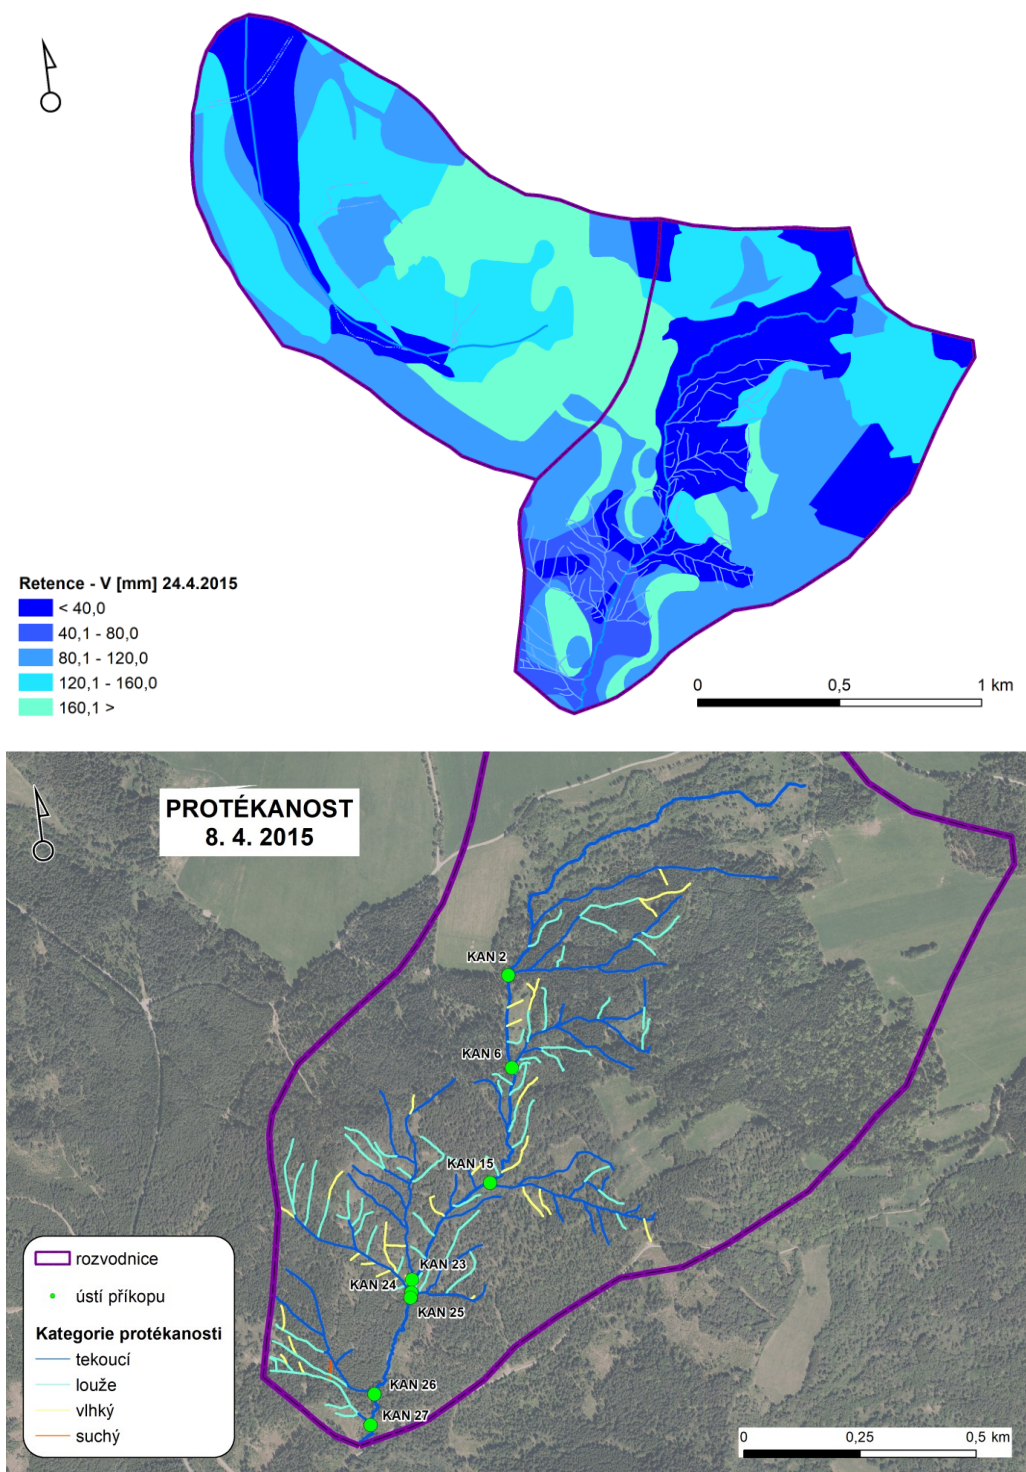 Retence - V [mm] 24.4.2015
< 40,0
40,1 - 80,0
80,1 - 120,0
120,1 - 160,0
160,1 >
0 0,5 1 km
PROTÉKANOST
8. 4. 2015
KAN 2
KAN 6
KAN 15
KAN 23
KAN 24
KAN 25
KAN 26
KAN 27
rozvodnice
ústí příkopu
Kategorie protékanosti
tekoucí
louže
vlhký
suchý
0 0,25 0,5 km